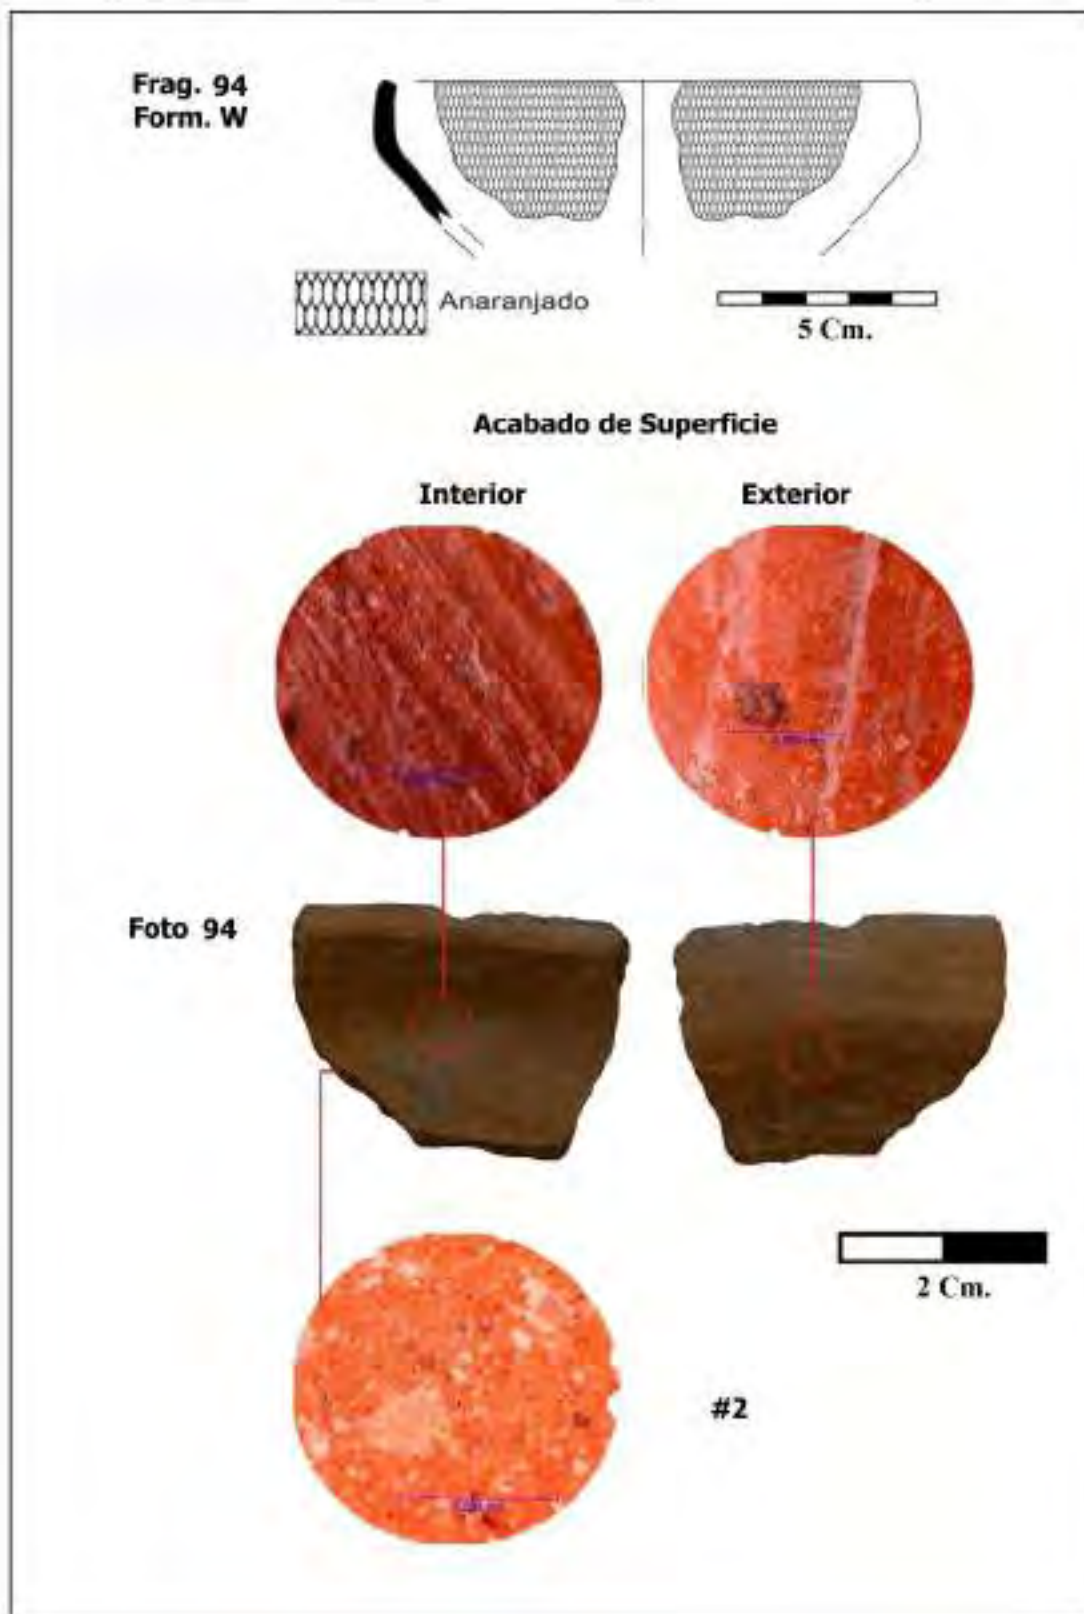 Frag. 94
Form. W
Anaranjado
5 Cm.
Acabado de Superficie
Interior
Exterior
Foto 94
2 Cm.
#2